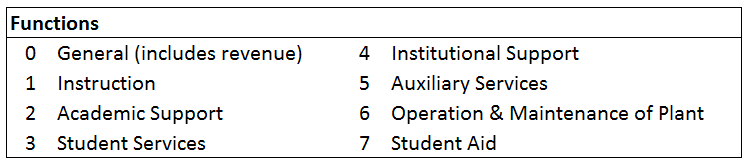 Functions
0 General (includes revenue) 4 Institutional Support
1 Instruction 5 Auxiliary Services
2 Academic Support 6 Operation & Maintenance of Plant
3 Student Services 7 Student Aid